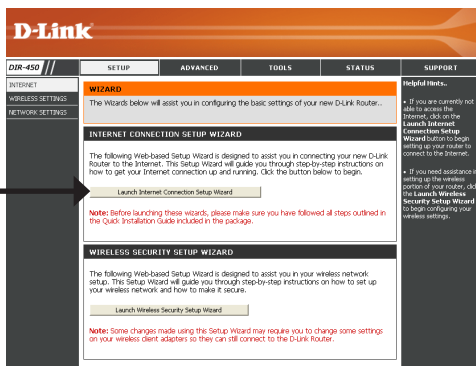 D-Link
DIR-450
SETUP
ADVANCED
TOOLS
STATUS
SUPPORT
INTERNET
WIRELESS SETTINGS
NETWORK SETTINGS
WIZARD
The Wizards below will assist you in configuring the basic settings of your new D-Link Router..
INTERNET CONNECTION SETUP WIZARD
The following Web-based Setup Wizard is designed to assist you in connecting your new D-Link
Router to the Internet. This Setup Wizard will guide you through step-by-step instructions on
how to get your Internet connection up and running. Click the button below to begin.
Launch Internet Connection Setup Wizard
Note: Before launching these wizards, please make sure you have followed all steps outlined in
the Quick Installation Guide included in the package.
WIRELESS SECURITY SETUP WIZARD
The following Web-based Setup Wizard is designed to assist you in your wireless network
setup. This Setup Wizard will guide you through step-by-step instructions on how to set up
your wireless network and how to make it secure.
Launch Wireless Security Setup Wizard
Note: Some changes made using this Setup Wizard may require you to change some settings
on your wireless client adapters so they can still connect to the D-Link Router.
Helpful Hints..
• If you are currently not
able to access the
Internet, click on the
Launch Internet
Connection Setup
Wizard button to begin
setting up your router to
connect to the Internet.
• If you need assistance in
setting up the wireless
portion of your router, click
the Launch Wireless
Security Setup Wizard
to begin configuring your
wireless settings.